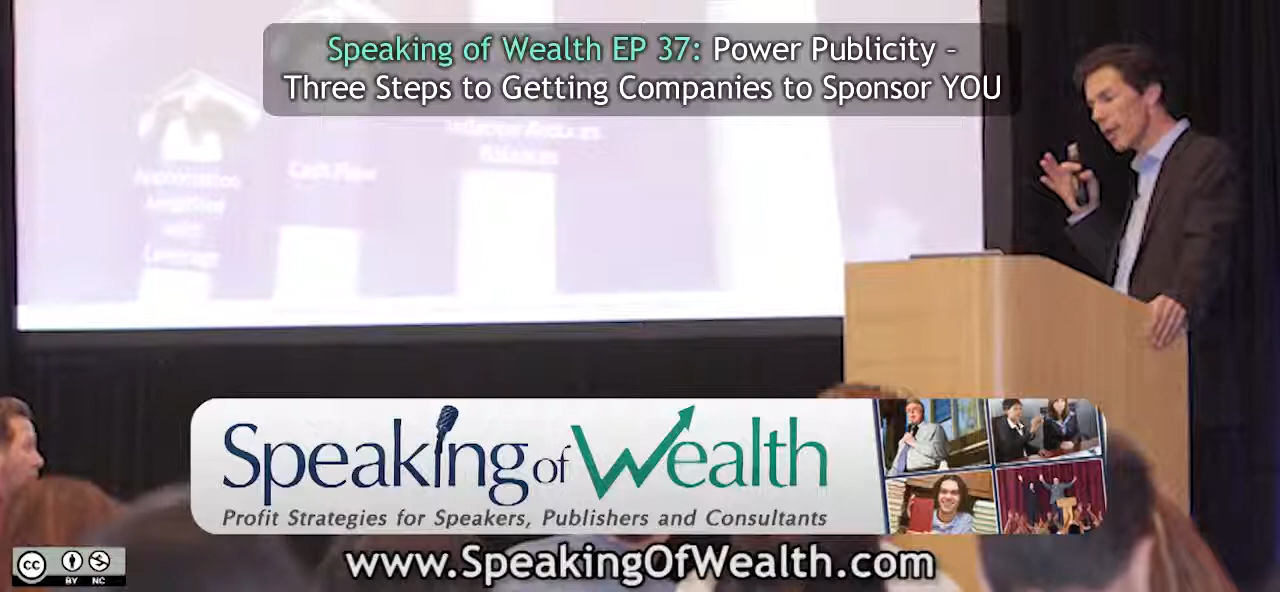 Speaking of Wealth EP 37: Power Publicity –
Three Steps to Getting Companies to Sponsor YOU
Cash Flow
Speaking of Wealth
Profit Strategies for Speakers, Publishers and Consultants
www.SpeakingOfWealth.com
cc
BY NC